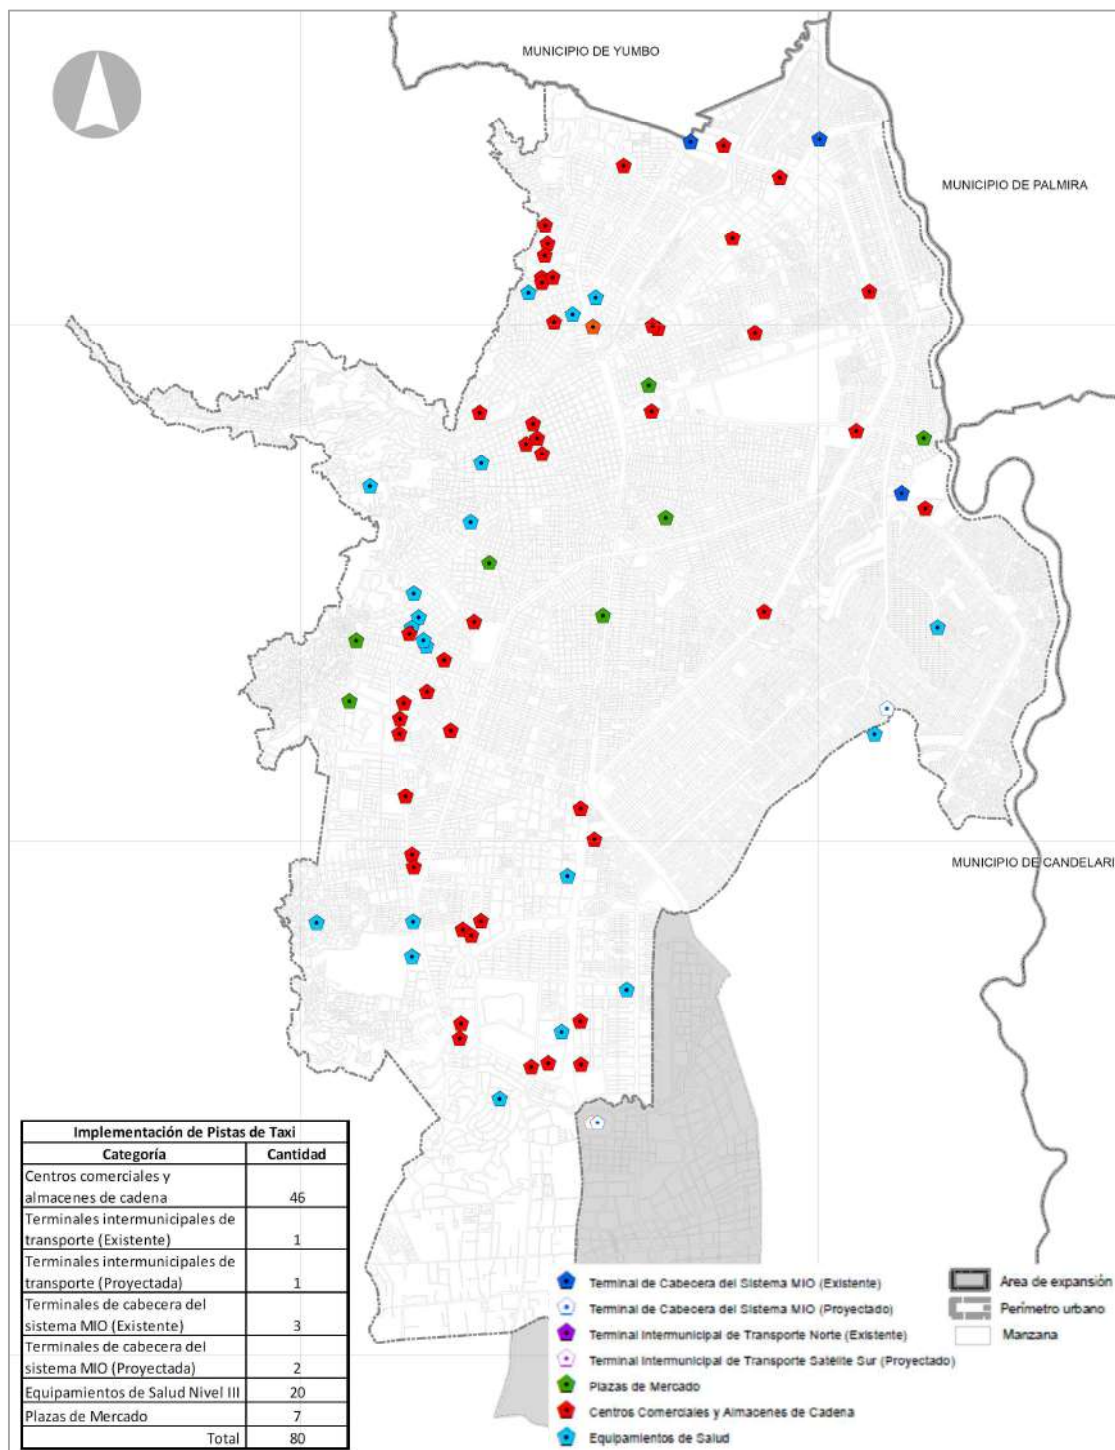 MUNICIPIO DE YUMBO
MUNICIPIO DE PALMIRA
MUNICIPIO DE CANDELARI
Implementación de Pistas de Taxi
Categoría Cantidad
Centros comerciales y
almacenes de cadena 46
Terminales intermunicipales de
transporte (Existente) 1
Terminales intermunicipales de
transporte (Proyectada) 1
Terminales de cabecera del
sistema MIO (Existente) 3
Terminales de cabecera del
sistema MIO (Proyectada) 2
Equipamientos de Salud Nivel III 20
Plazas de Mercado 7
Total 80
Terminal de Cabecera del Sistema MIO (Existente)
Terminal de Cabecera del Sistema MIO (Proyectado)
Terminal Intermunicipal de Transporte Norte (Existente)
Terminal Intermunicipal de Transporte Satélite Sur (Proyectado)
Plazas de Mercado
Centros Comerciales y Almacenes de Cadena
Equipamientos de Salud
Area de expansión
Perímetro urbano
Manzana